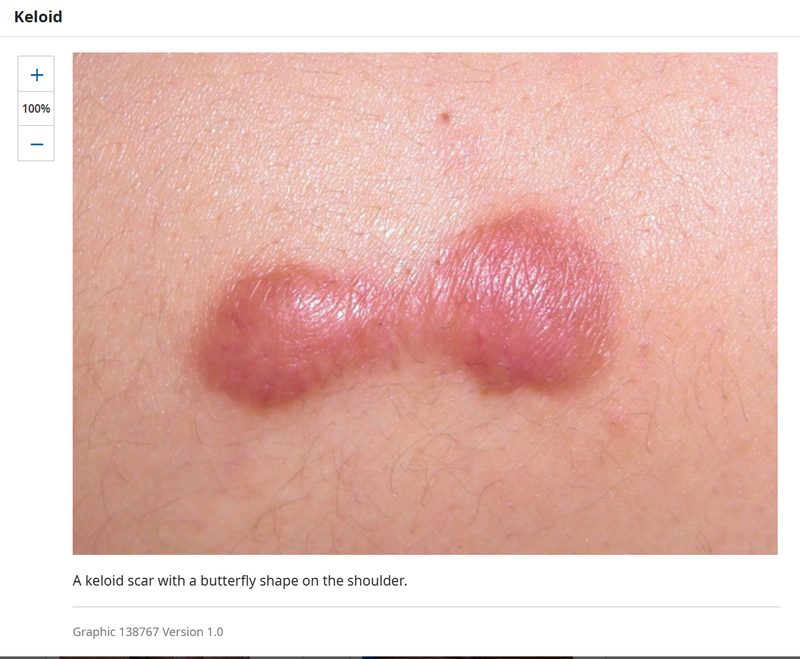 Keloid
+
100%
−
A keloid scar with a butterfly shape on the shoulder.
Graphic 138767 Version 1.0